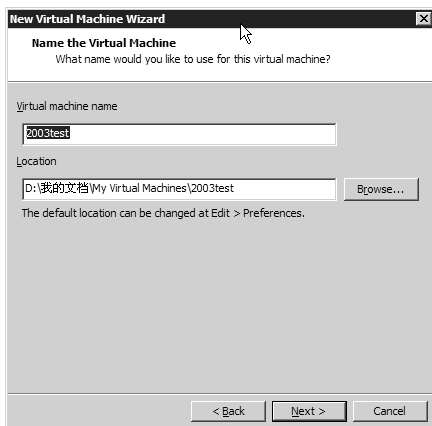 New Virtual Machine Wizard
Name the Virtual Machine
What name would you like to use for this virtual machine?
Virtual machine name
2003test
Location
D:\我的文档\My Virtual Machines\2003test
Browse...
The default location can be changed at Edit > Preferences.
< Back
Next >
Cancel